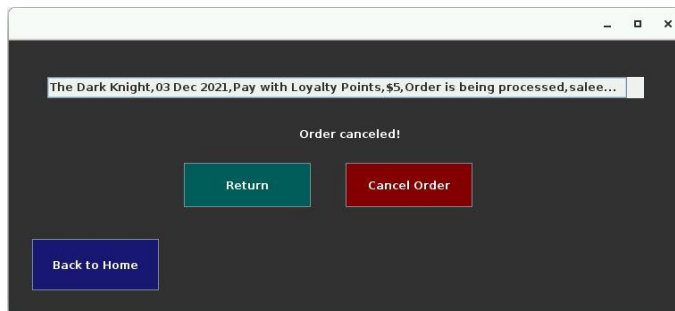 The Dark Knight,03 Dec 2021,Pay with Loyalty Points,$5,Order is being processed,salee...
Order canceled!
Return
Cancel Order
Back to Home